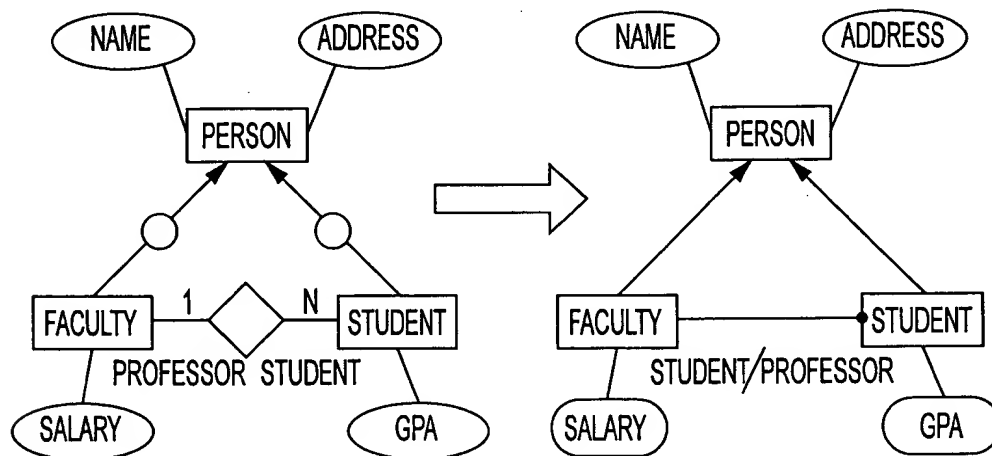 NAME
ADDRESS
PERSON
1
N
FACULTY
STUDENT
PROFESSOR STUDENT
SALARY
GPA
NAME
ADDRESS
PERSON
FACULTY
STUDENT
STUDENT/PROFESSOR
SALARY
GPA